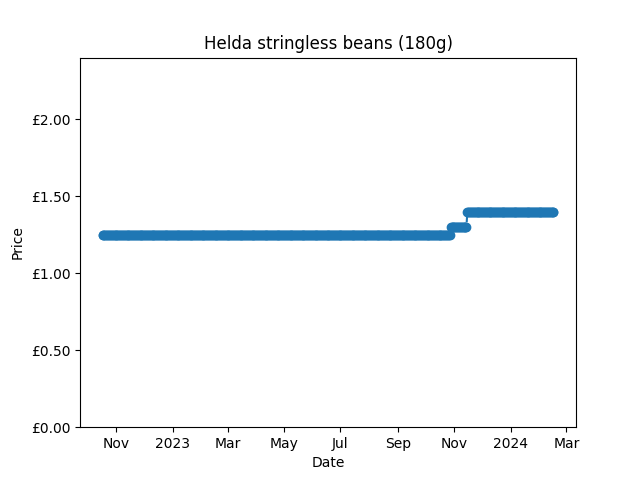 Helda stringless beans (180g)
£2.00
£1.50
£1.00
£0.50
£0.00
Price
Nov 2023 Mar May Jul Sep Nov 2024 Mar
Date